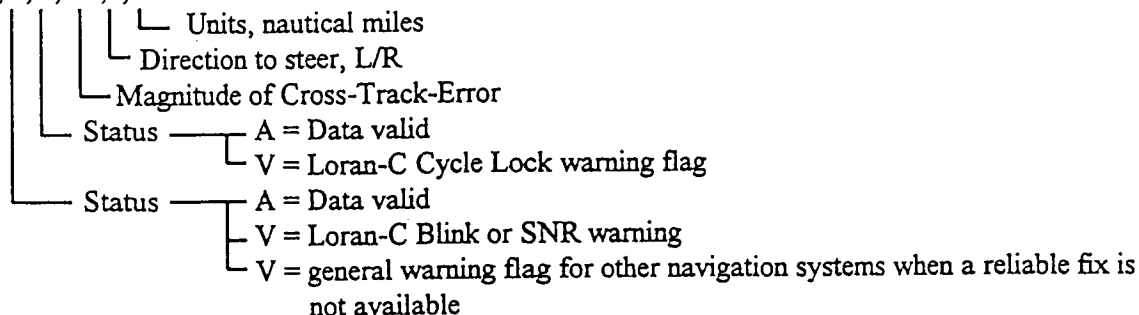 Units, nautical miles
Direction to steer, L/R
Magnitude of Cross-Track-Error
Status A = Data valid
V = Loran-C Cycle Lock warning flag
Status A = Data valid
V = Loran-C Blink or SNR warning
V = general warning flag for other navigation systems when a reliable fix is
not available